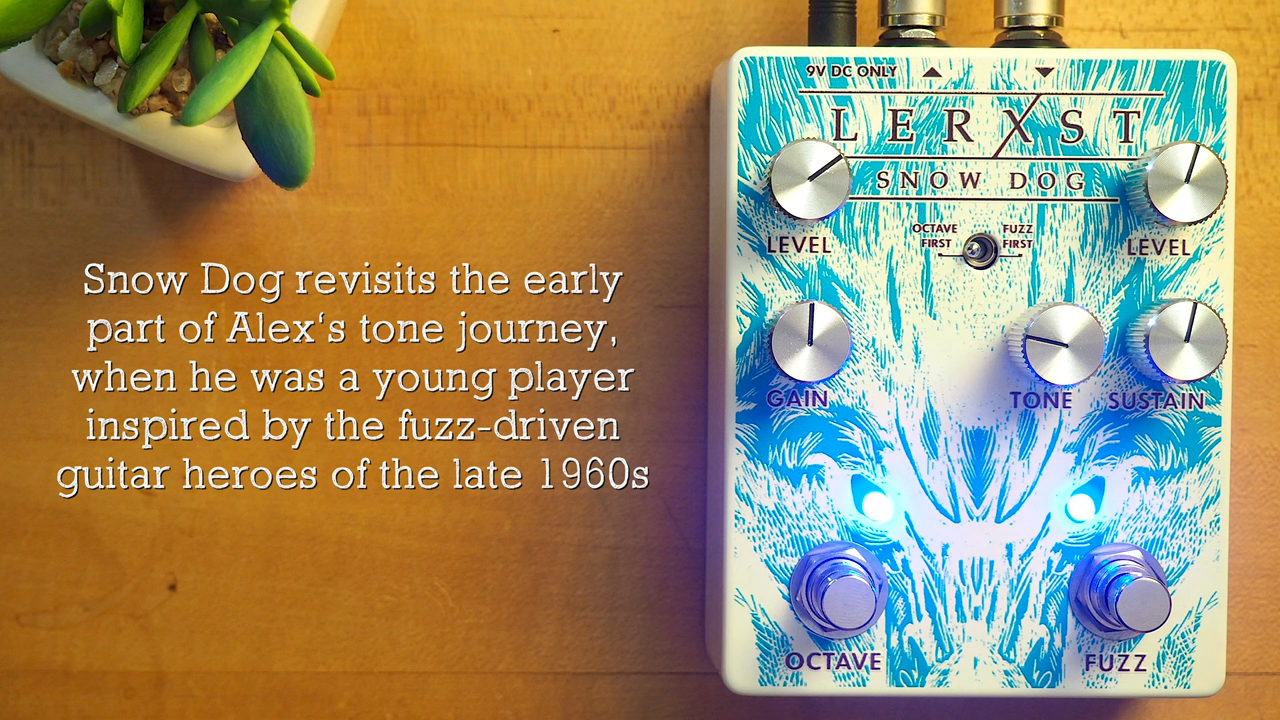 Snow Dog revisits the early
part of Alex‘s tone journey,
when he was a young player
inspired by the fuzz-driven
guitar heroes of the late 1960s
9V DC ONLY
LERXST
SNOW DOG
OCTAVE FIRST
FUZZ FIRST
LEVEL
LEVEL
GAIN
TONE
SUSTAIN
OCTAVE
FUZZ